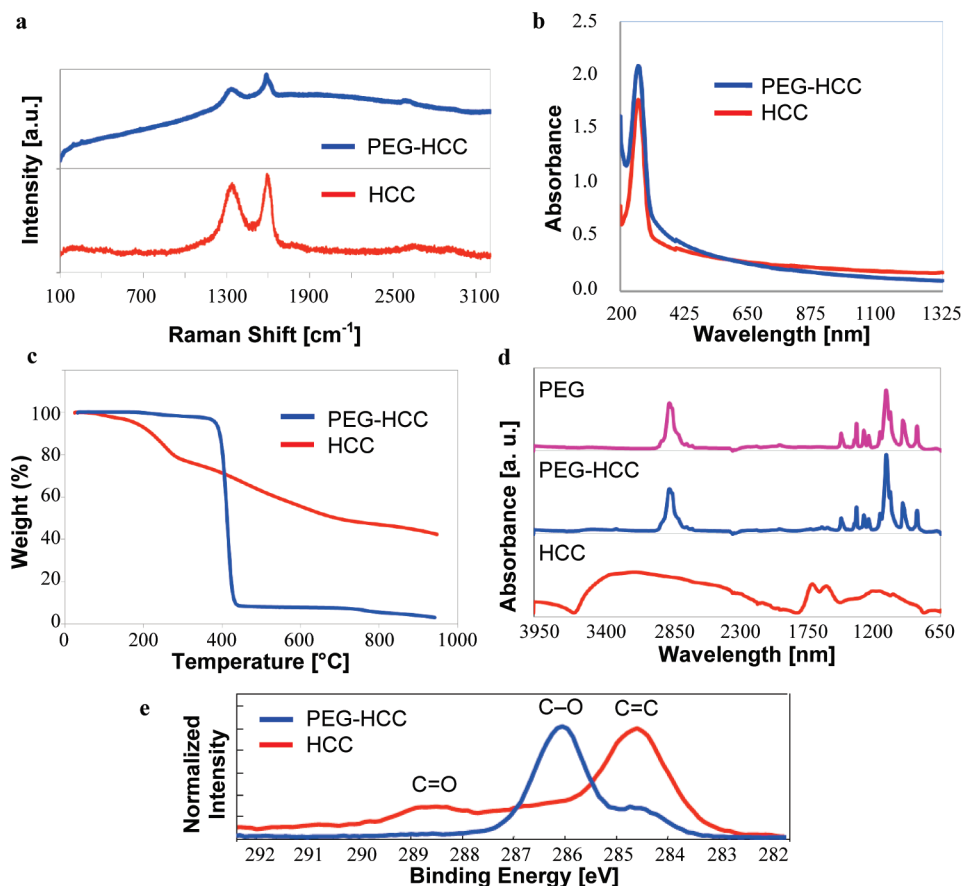 a
Intensity [a.u.]
PEG-HCC
HCC
100 700 1300 1900 2500 3100
Raman Shift [cm⁻¹]
b
Absorbance
2.5
2.0
1.5
1.0
0.5
0.0
PEG-HCC
HCC
200 425 650 875 1100 1325
Wavelength [nm]
c
Weight (%)
100
80
60
40
20
0
PEG-HCC
HCC
0 200 400 600 800 1000
Temperature [°C]
d
Absorbance [a. u.]
PEG
PEG-HCC
HCC
3950 3400 2850 2300 1750 1200 650
Wavelength [nm]
e
Normalized
Intensity
PEG-HCC
HCC
C=O
C–O
C=C
292 291 290 289 288 287 286 285 284 283 282
Binding Energy [eV]